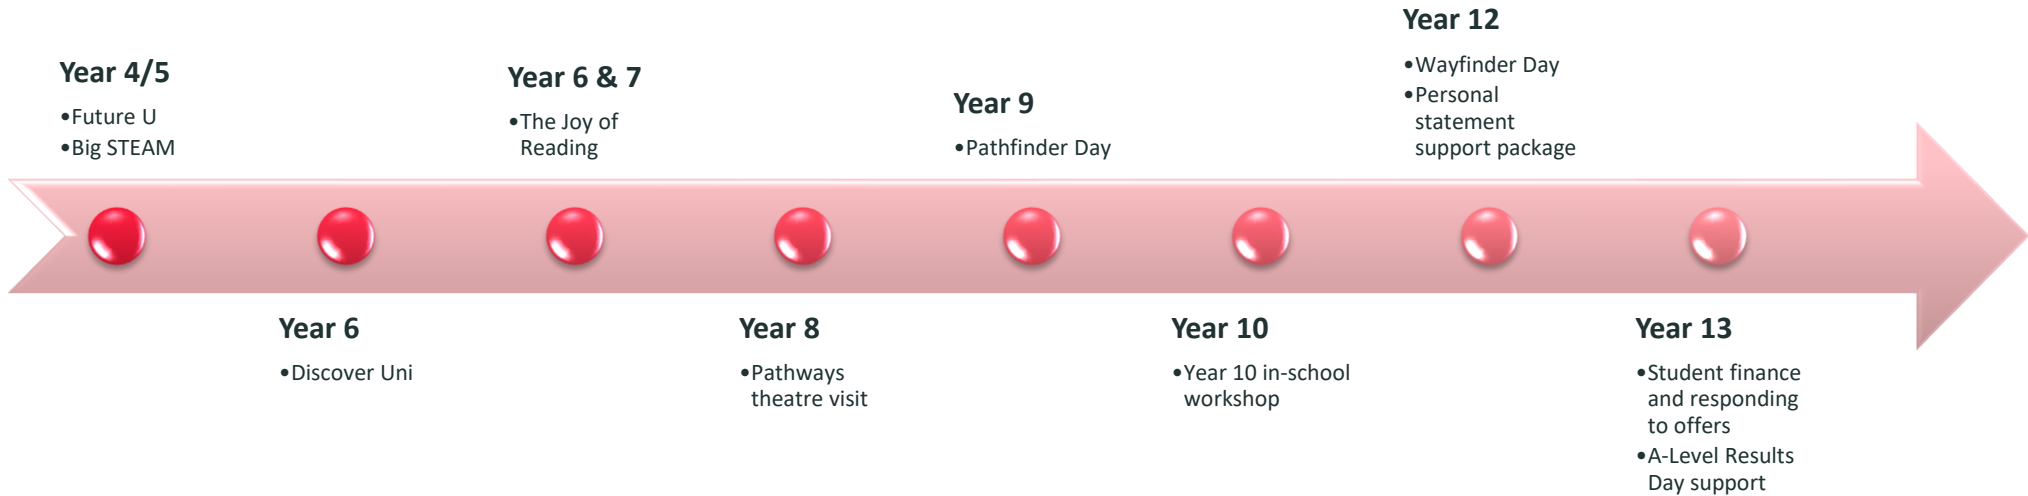 Year 4/5
•Future U
•Big STEAM
Year 6
•Discover Uni
Year 6 & 7
•The Joy of
Reading
Year 8
•Pathways
theatre visit
Year 9
•Pathfinder Day
Year 10
•Year 10 in-school
workshop
Year 12
•Wayfinder Day
•Personal
statement
support package
Year 13
•Student finance
and responding
to offers
•A-Level Results
Day support